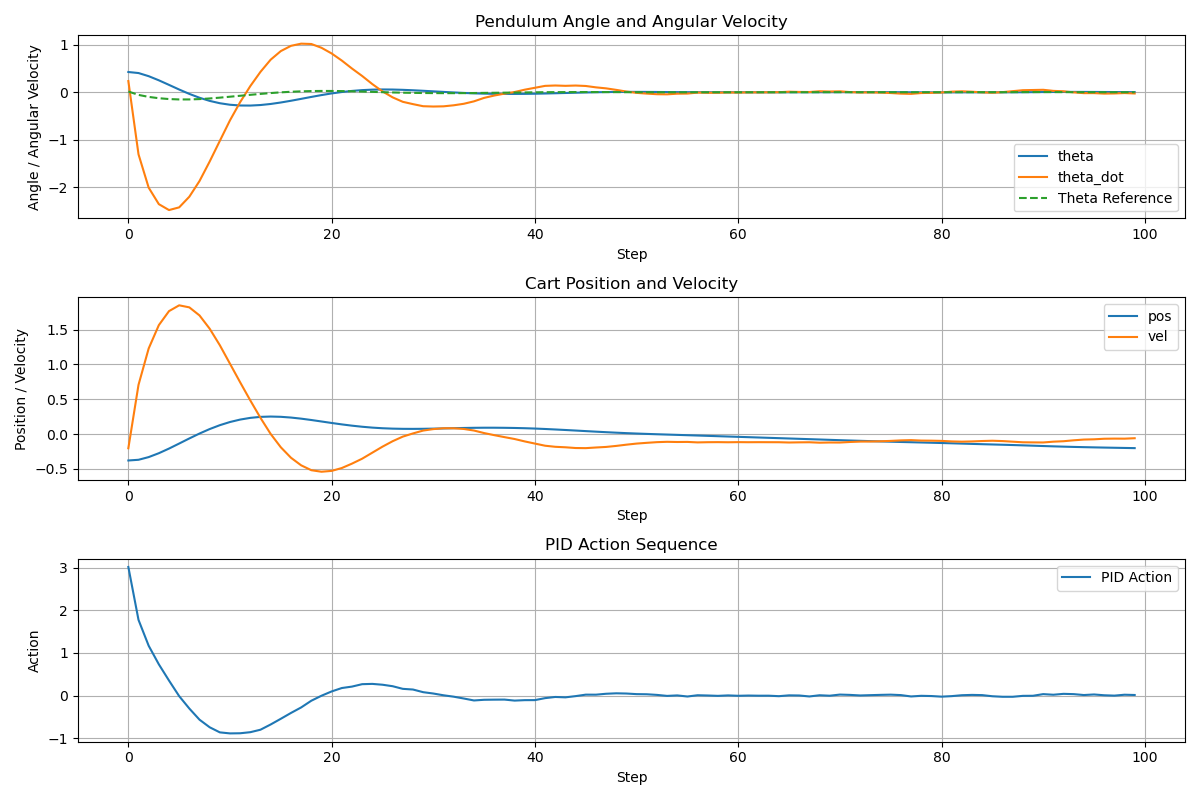 Pendulum Angle and Angular Velocity
Angle / Angular Velocity
1
0
−1
−2
theta
theta_dot
Theta Reference
0 20 40 60 80 100
Step
Cart Position and Velocity
Position / Velocity
1.5
1.0
0.5
0.0
−0.5
pos
vel
0 20 40 60 80 100
Step
PID Action Sequence
Action
3
2
1
0
−1
PID Action
0 20 40 60 80 100
Step